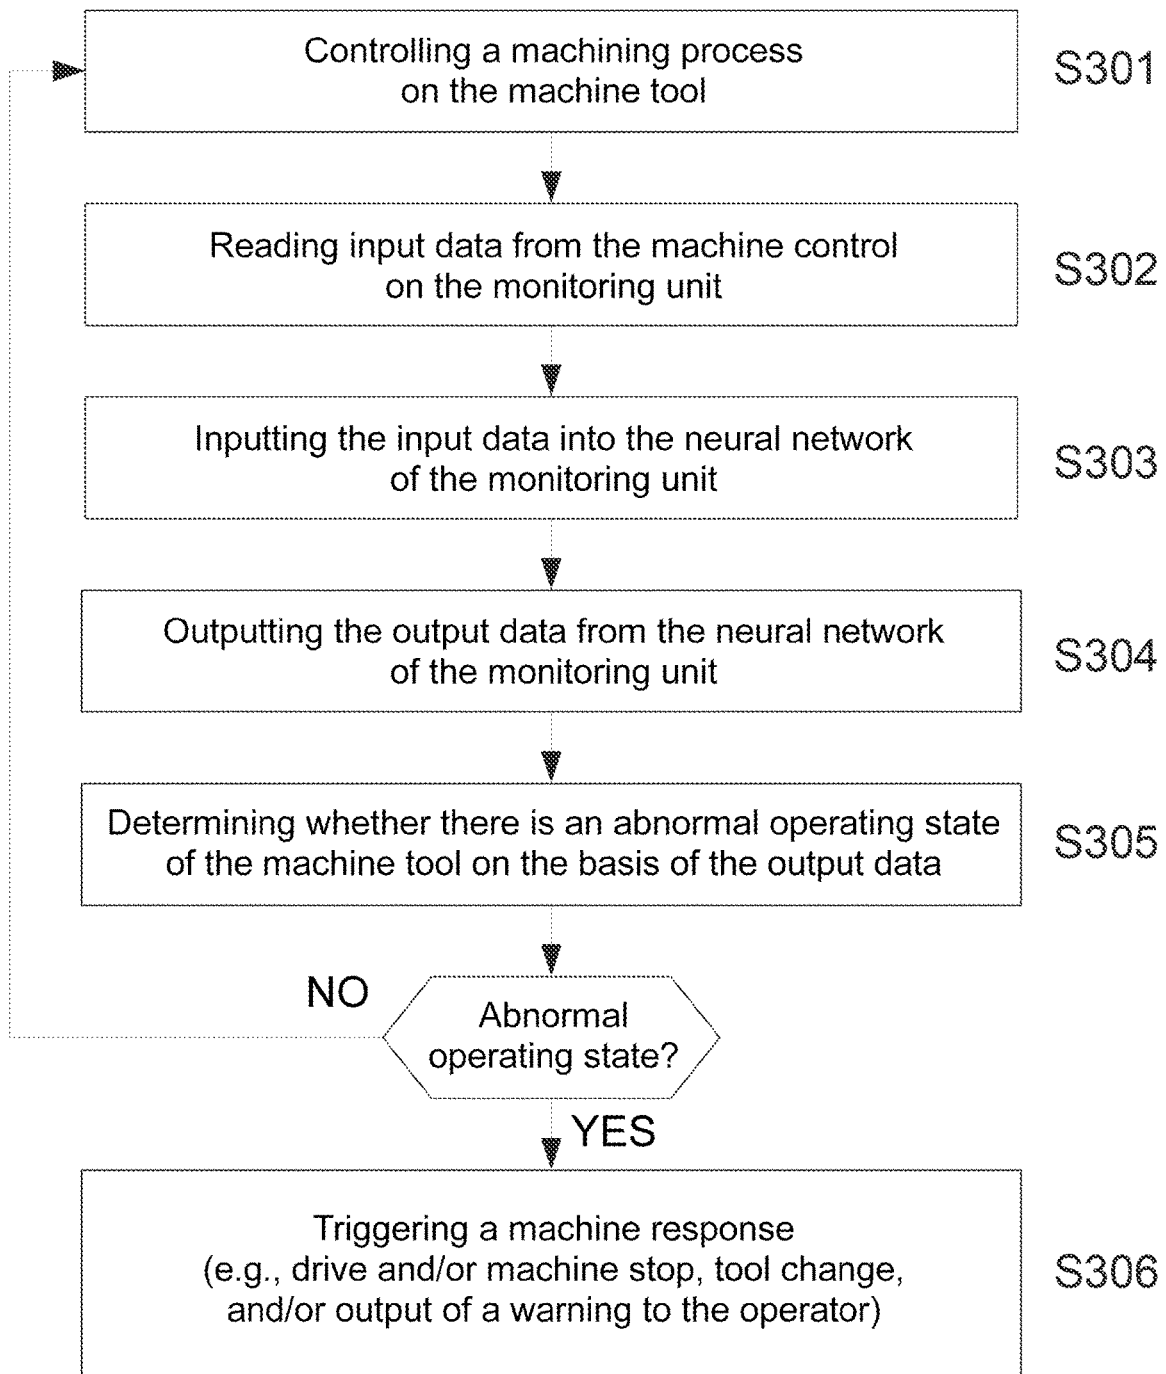 Controlling a machining process
on the machine tool
S301
Reading input data from the machine control
on the monitoring unit
S302
Inputting the input data into the neural network
of the monitoring unit
S303
Outputting the output data from the neural network
of the monitoring unit
S304
Determining whether there is an abnormal operating state
of the machine tool on the basis of the output data
S305
NO
Abnormal
operating state?
YES
Triggering a machine response
(e.g., drive and/or machine stop, tool change,
and/or output of a warning to the operator)
S306